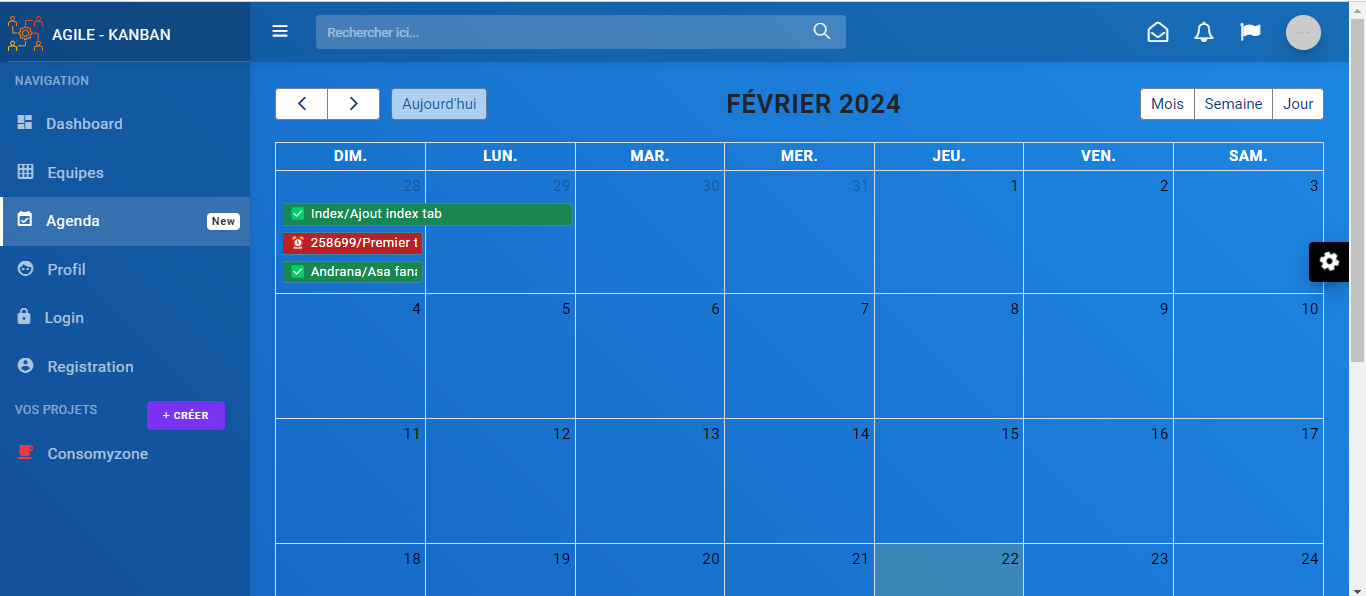 AGILE - KANBAN
Rechercher ici...
NAVIGATION
Dashboard
Equipes
Agenda New
Profil
Login
Registration
VOS PROJETS + CRÉER
Consomyzone
Aujourd'hui
FÉVRIER 2024
Mois Semaine Jour
DIM. LUN. MAR. MER. JEU. VEN. SAM.
28 29 30 31 1 2 3
Index/Ajout index tab
258699/Premier t
Andrana/Asa fana
4 5 6 7 8 9 10
11 12 13 14 15 16 17
18 19 20 21 22 23 24